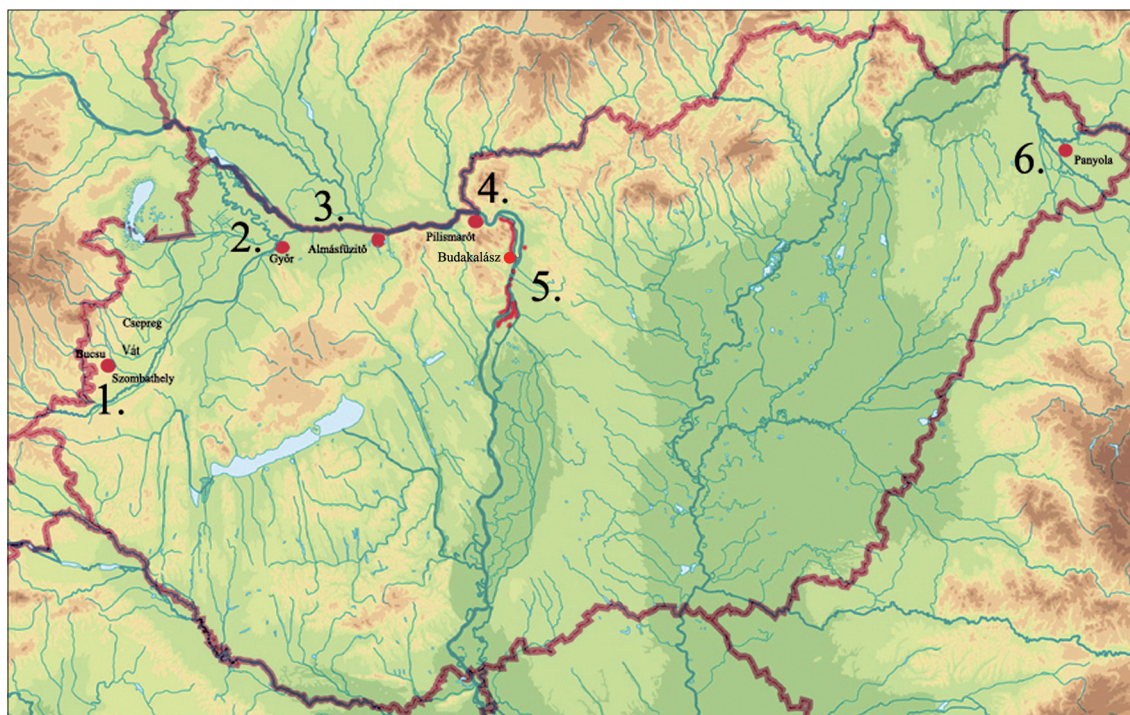 1.
Bucsu
Csepreg
Vát
Szombathely
2.
Győr
3.
Almásfüzitő
4.
Pilismarót
5.
Budakalász
6.
Panyola